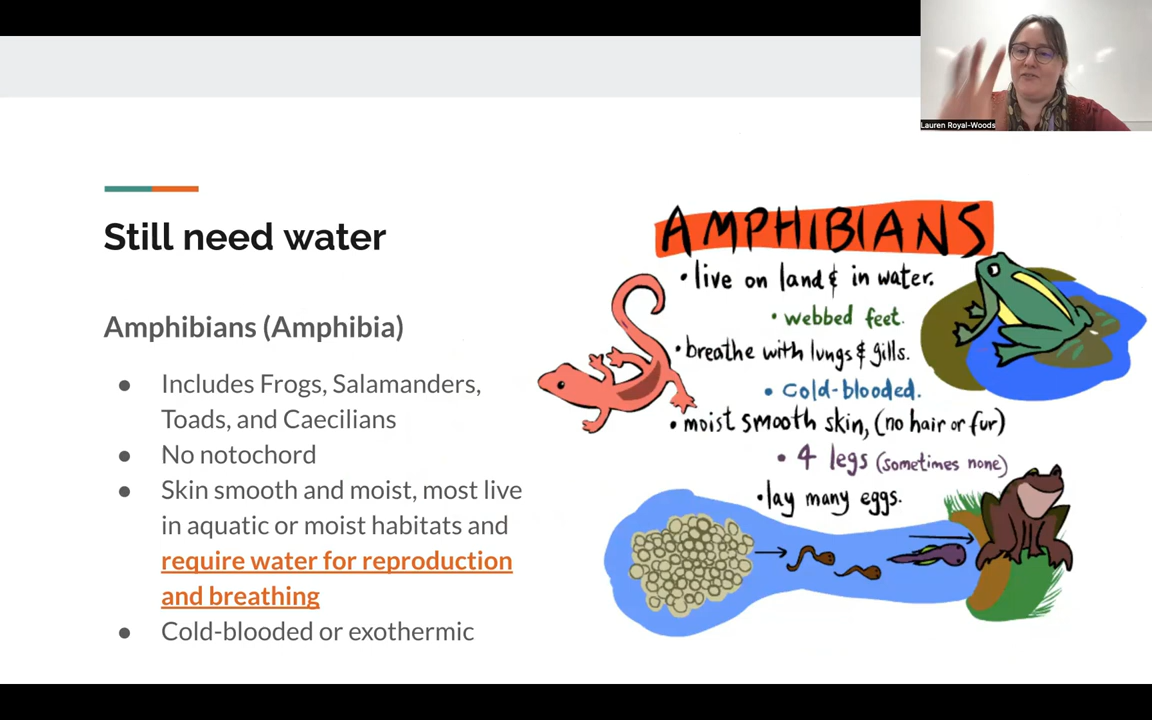 Lauren Royal-Woods
Still need water
Amphibians (Amphibia)
● Includes Frogs, Salamanders,
Toads, and Caecilians
● No notochord
● Skin smooth and moist, most live
in aquatic or moist habitats and
require water for reproduction
and breathing
● Cold-blooded or exothermic
AMPHIBIANS
• live on land & in water.
• webbed feet.
• breathe with lungs & gills.
• cold-blooded.
• moist smooth skin, (no hair or fur)
• 4 legs (sometimes none)
• lay many eggs.